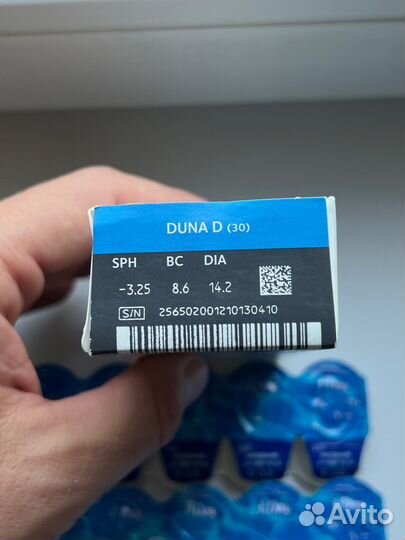 DUNA D (30)
SPH BC DIA
-3.25 8.6 14.2
S/N 256502001210130410
Avito